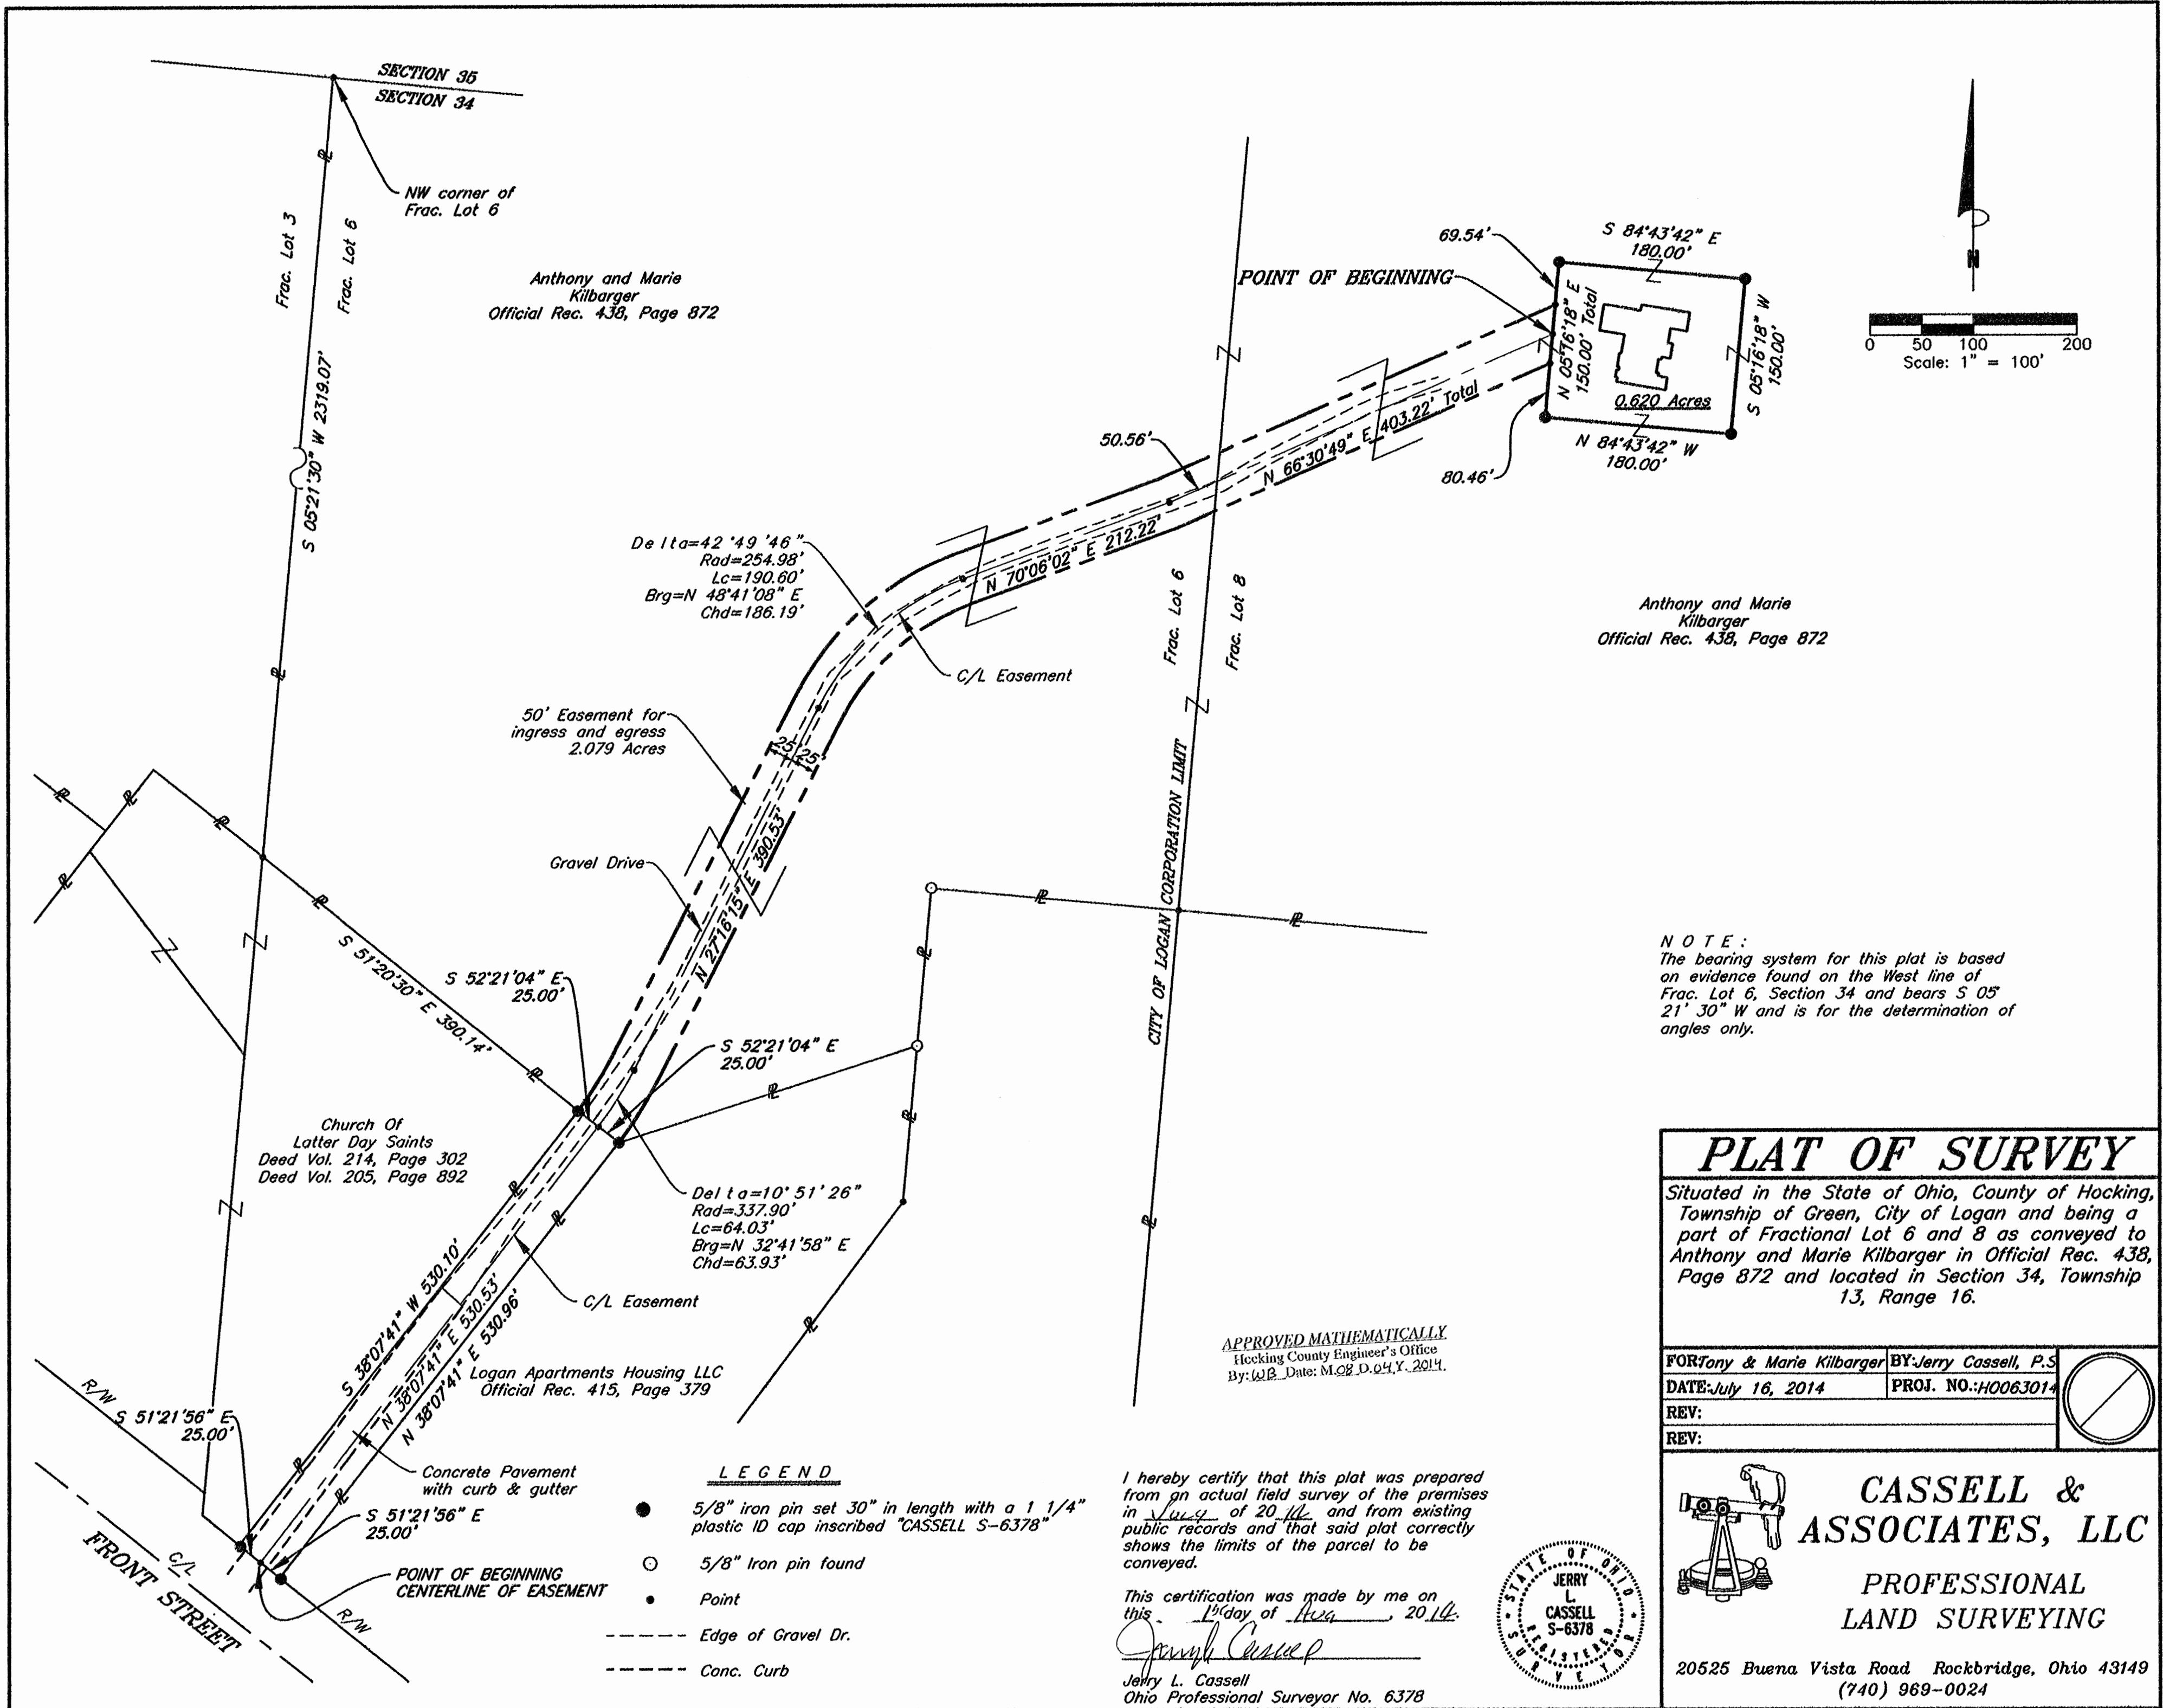 SECTION 35
SECTION 34
NW corner of
Frac. Lot 6
Frac. Lot 3
Frac. Lot 6
S 05°21'30" W 2319.07'
Anthony and Marie
Kilbarger
Official Rec. 438, Page 872
69.54'
S 84°43'42" E
180.00'
POINT OF BEGINNING
N 05°16'18" E
150.00' Total
S 05°16'18" W
150.00'
0.620 Acres
N 84°43'42" W
180.00'
80.46'
N
0 50 100 200
Scale: 1" = 100'
50.56'
N 66°30'49" E 403.22' Total
N 70°06'02" E 212.22'
Delta=42°49'46"
Rad=254.98'
Lc=190.60'
Brg=N 48°41'08" E
Chd=186.19'
C/L Easement
Frac. Lot 6
Frac. Lot 8
Anthony and Marie
Kilbarger
Official Rec. 438, Page 872
50' Easement for
ingress and egress
2.079 Acres
25' 25'
Gravel Drive
N 27°16'15" E 390.53'
CITY OF LOGAN CORPORATION LIMIT
S 51°20'30" E 390.14'
S 52°21'04" E
25.00'
S 52°21'04" E
25.00'
N O T E :
The bearing system for this plat is based
on evidence found on the West line of
Frac. Lot 6, Section 34 and bears S 05°
21' 30" W and is for the determination of
angles only.
Church Of
Latter Day Saints
Deed Vol. 214, Page 302
Deed Vol. 205, Page 892
Delta=10°51'26"
Rad=337.90'
Lc=64.03'
Brg=N 32°41'58" E
Chd=63.93'
C/L Easement
S 38°07'41" W 530.10'
N 38°07'41" E 530.53'
N 38°07'41" E 530.96'
Logan Apartments Housing LLC
Official Rec. 415, Page 379
R/W
S 51°21'56" E
25.00'
Concrete Pavement
with curb & gutter
S 51°21'56" E
25.00'
POINT OF BEGINNING
CENTERLINE OF EASEMENT
C/L
FRONT STREET
R/W
L E G E N D
5/8" iron pin set 30" in length with a 1 1/4"
plastic ID cap inscribed "CASSELL S-6378"
5/8" Iron pin found
Point
Edge of Gravel Dr.
Conc. Curb
APPROVED MATHEMATICALLY
Hocking County Engineer's Office
By: WB Date: M.08 D.04 Y. 2014.
I hereby certify that this plat was prepared
from an actual field survey of the premises
in of 20 14 and from existing
public records and that said plat correctly
shows the limits of the parcel to be
conveyed.
This certification was made by me on
this 1st day of Aug , 20 14.
Jerry L. Cassell
Ohio Professional Surveyor No. 6378
STATE OF OHIO
JERRY
L.
CASSELL
S-6378
REGISTERED
SURVEYOR
PLAT OF SURVEY
Situated in the State of Ohio, County of Hocking,
Township of Green, City of Logan and being a
part of Fractional Lot 6 and 8 as conveyed to
Anthony and Marie Kilbarger in Official Rec. 438,
Page 872 and located in Section 34, Township
13, Range 16.
FOR: Tony & Marie Kilbarger BY: Jerry Cassell, P.S
DATE: July 16, 2014 PROJ. NO.: H0063014
REV:
REV:
CASSELL &
ASSOCIATES, LLC
PROFESSIONAL
LAND SURVEYING
20525 Buena Vista Road Rockbridge, Ohio 43149
(740) 969-0024